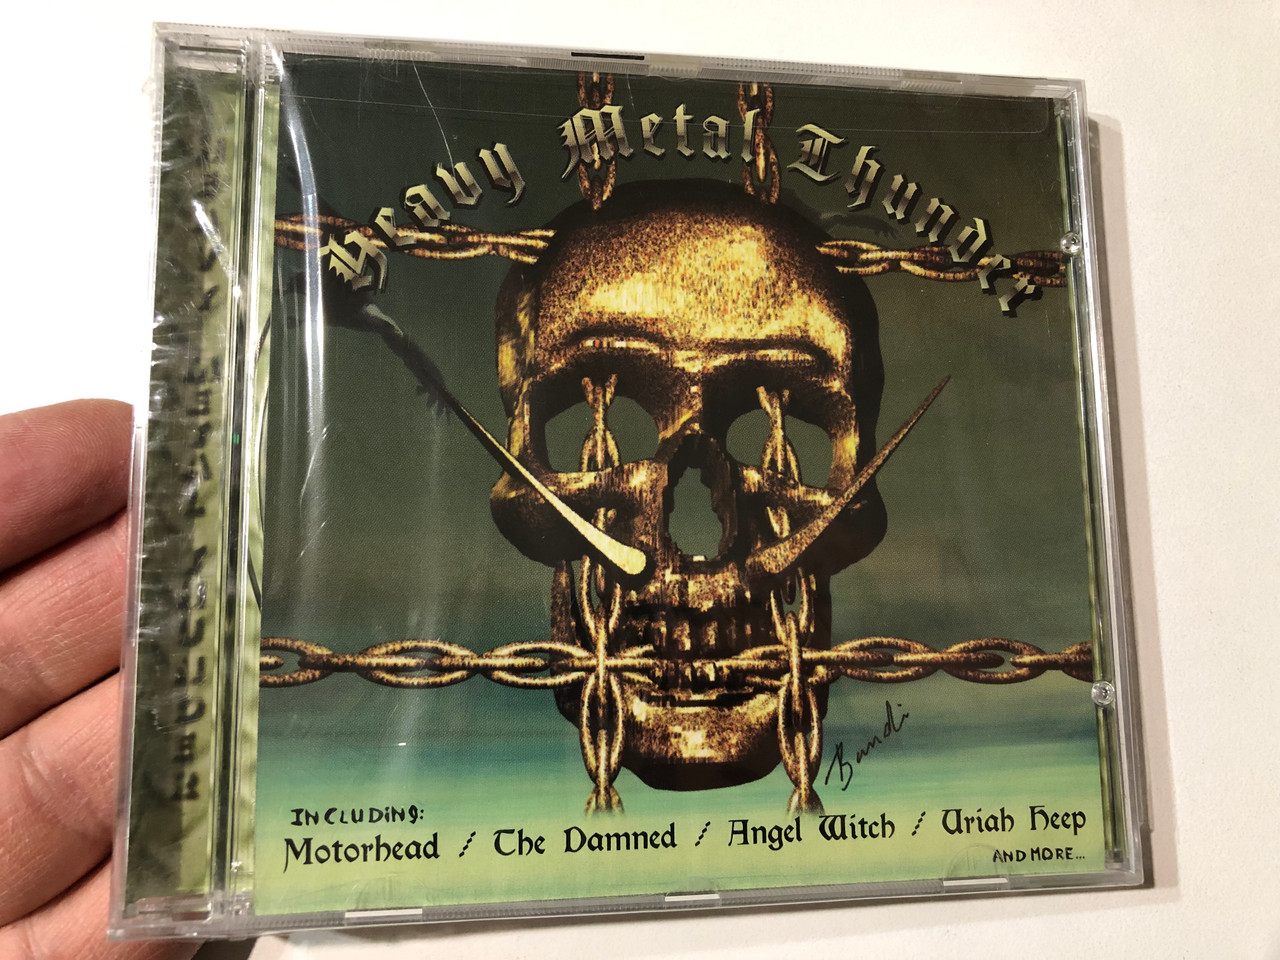 Heavy Metal Thunder
Bandi
INCLUDING:
Motorhead / The Damned / Angel Witch / Uriah Heep
AND MORE...